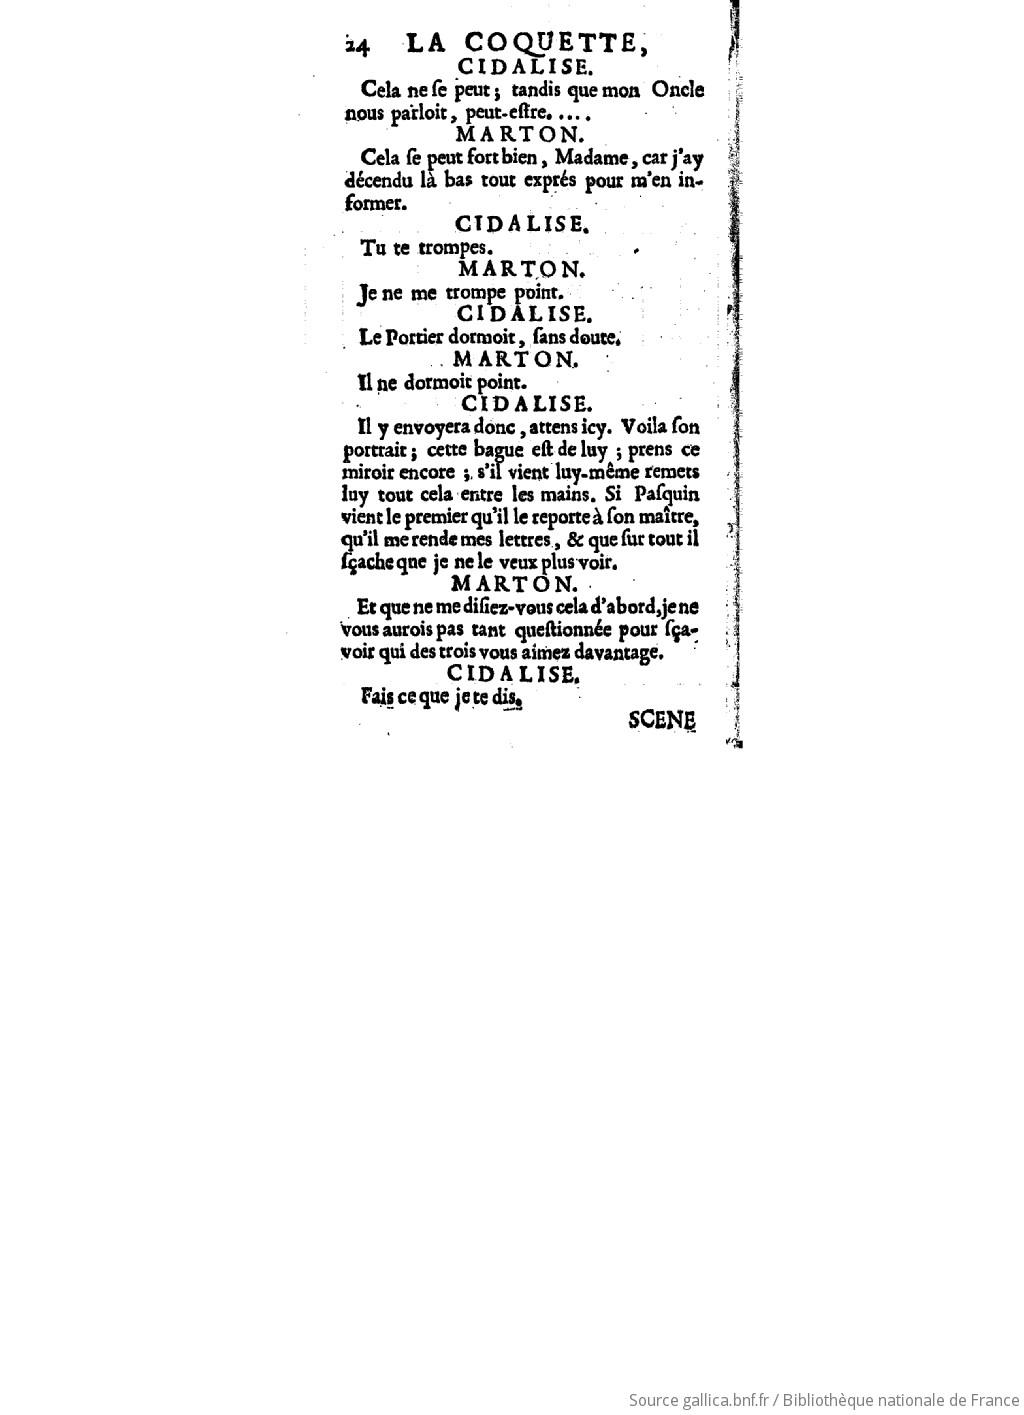 24 LA COQUETTE,
CIDALISE.
Cela ne ſe peut ; tandis que mon Oncle
nous parloit, peut-eſtre.....
MARTON.
Cela ſe peut fort bien, Madame, car j'ay
décendu là bas tout exprés pour m'en in-
former.
CIDALISE.
Tu te trompes.
MARTON.
Je ne me trompe point.
CIDALISE.
Le Portier dormoit, ſans doute.
MARTON.
Il ne dormoit point.
CIDALISE.
Il y envoyera donc, attens icy. Voila ſon
portrait ; cette bague eſt de luy ; prens ce
miroir encore ; s'il vient luy-même remets
luy tout cela entre les mains. Si Paſquin
vient le premier qu'il le reporte à ſon maître,
qu'il me rende mes lettres, & que ſur tout il
ſçache que je ne le veux plus voir.
MARTON.
Et que ne me diſiez-vous cela d'abord, je ne
vous aurois pas tant queſtionnée pour ſça-
voir qui des trois vous aimez davantage.
CIDALISE.
Fais ce que je te dis.
SCENE
Source gallica.bnf.fr / Bibliothèque nationale de France